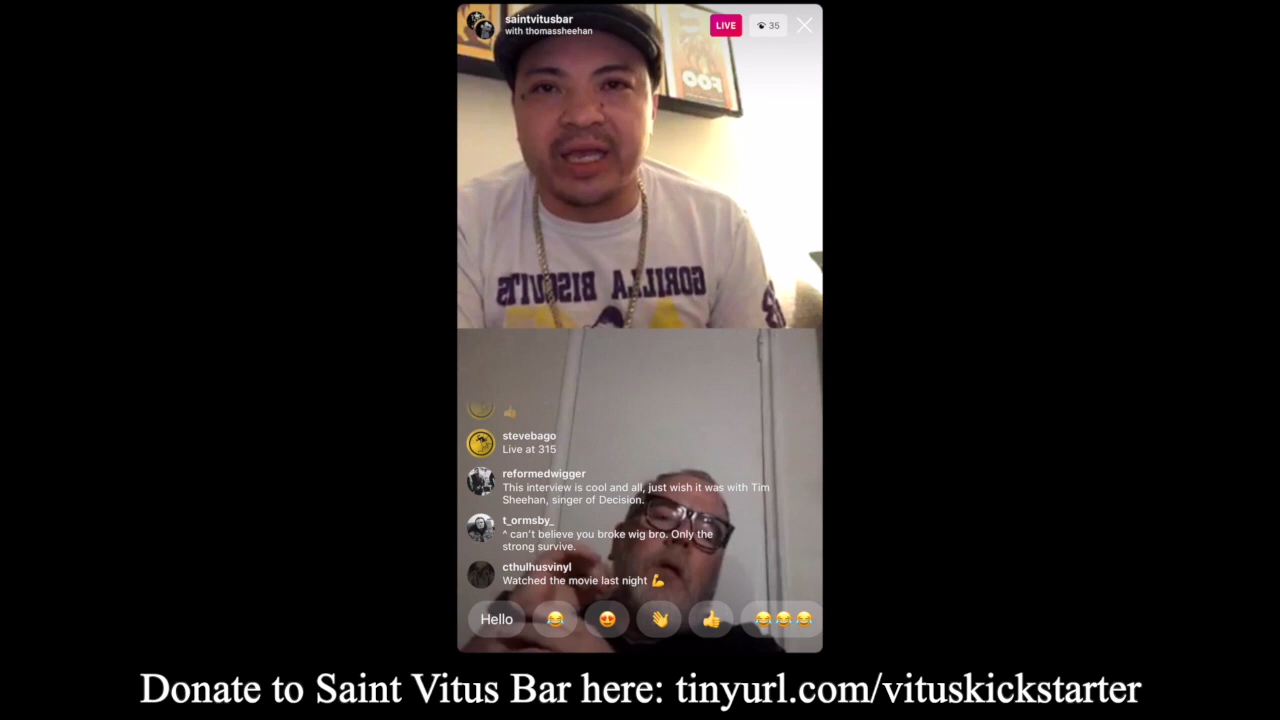 saintvitusbar
with thomassheehan
LIVE
35
FOO
GORILLA BISCUITS
stevebago
Live at 315
reformedwigger
This interview is cool and all, just wish it was with Tim
Sheehan, singer of Decision.
t_ormsby_
^ can't believe you broke wig bro. Only the
strong survive.
cthulhusvinyl
Watched the movie last night 💪
Hello
Donate to Saint Vitus Bar here: tinyurl.com/vituskickstarter